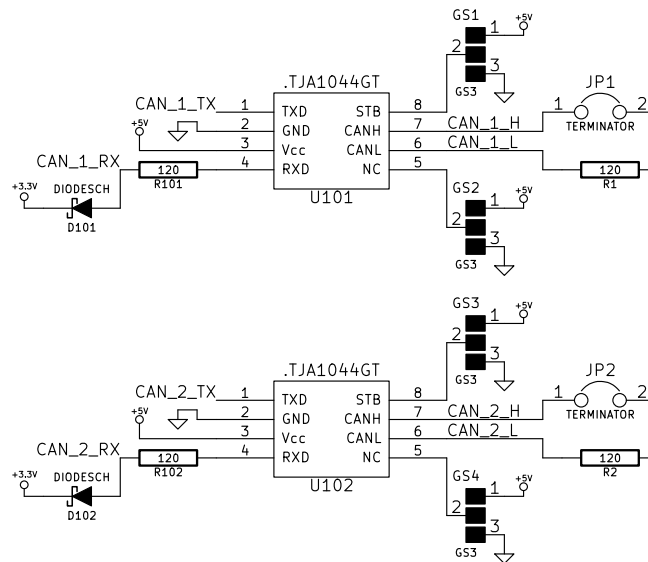 GS1
+5V
1
2
3
GS3
.TJA1044GT
JP1
CAN_1_TX
1
TXD
STB
8
1
2
+5V
2
GND
CANH
7
CAN_1_H
TERMINATOR
3
Vcc
CANL
6
CAN_1_L
CAN_1_RX
120
4
RXD
NC
5
120
R101
U101
R1
+3.3V
DIODESCH
D101
GS2
+5V
1
2
3
GS3
GS3
+5V
1
2
3
GS3
.TJA1044GT
JP2
CAN_2_TX
1
TXD
STB
8
1
2
+5V
2
GND
CANH
7
CAN_2_H
TERMINATOR
3
Vcc
CANL
6
CAN_2_L
CAN_2_RX
120
4
RXD
NC
5
120
R102
U102
R2
+3.3V
DIODESCH
D102
GS4
+5V
1
2
3
GS3